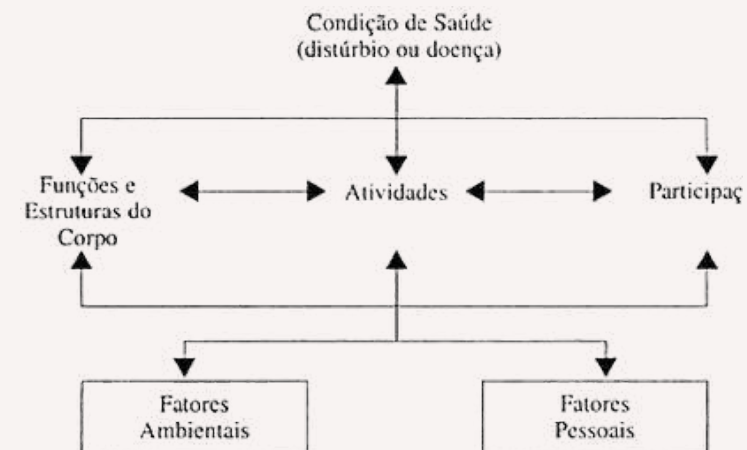 Condição de Saúde
(distúrbio ou doença)
Funções e
Estruturas do
Corpo
Atividades
Participaç
Fatores
Ambientais
Fatores
Pessoais